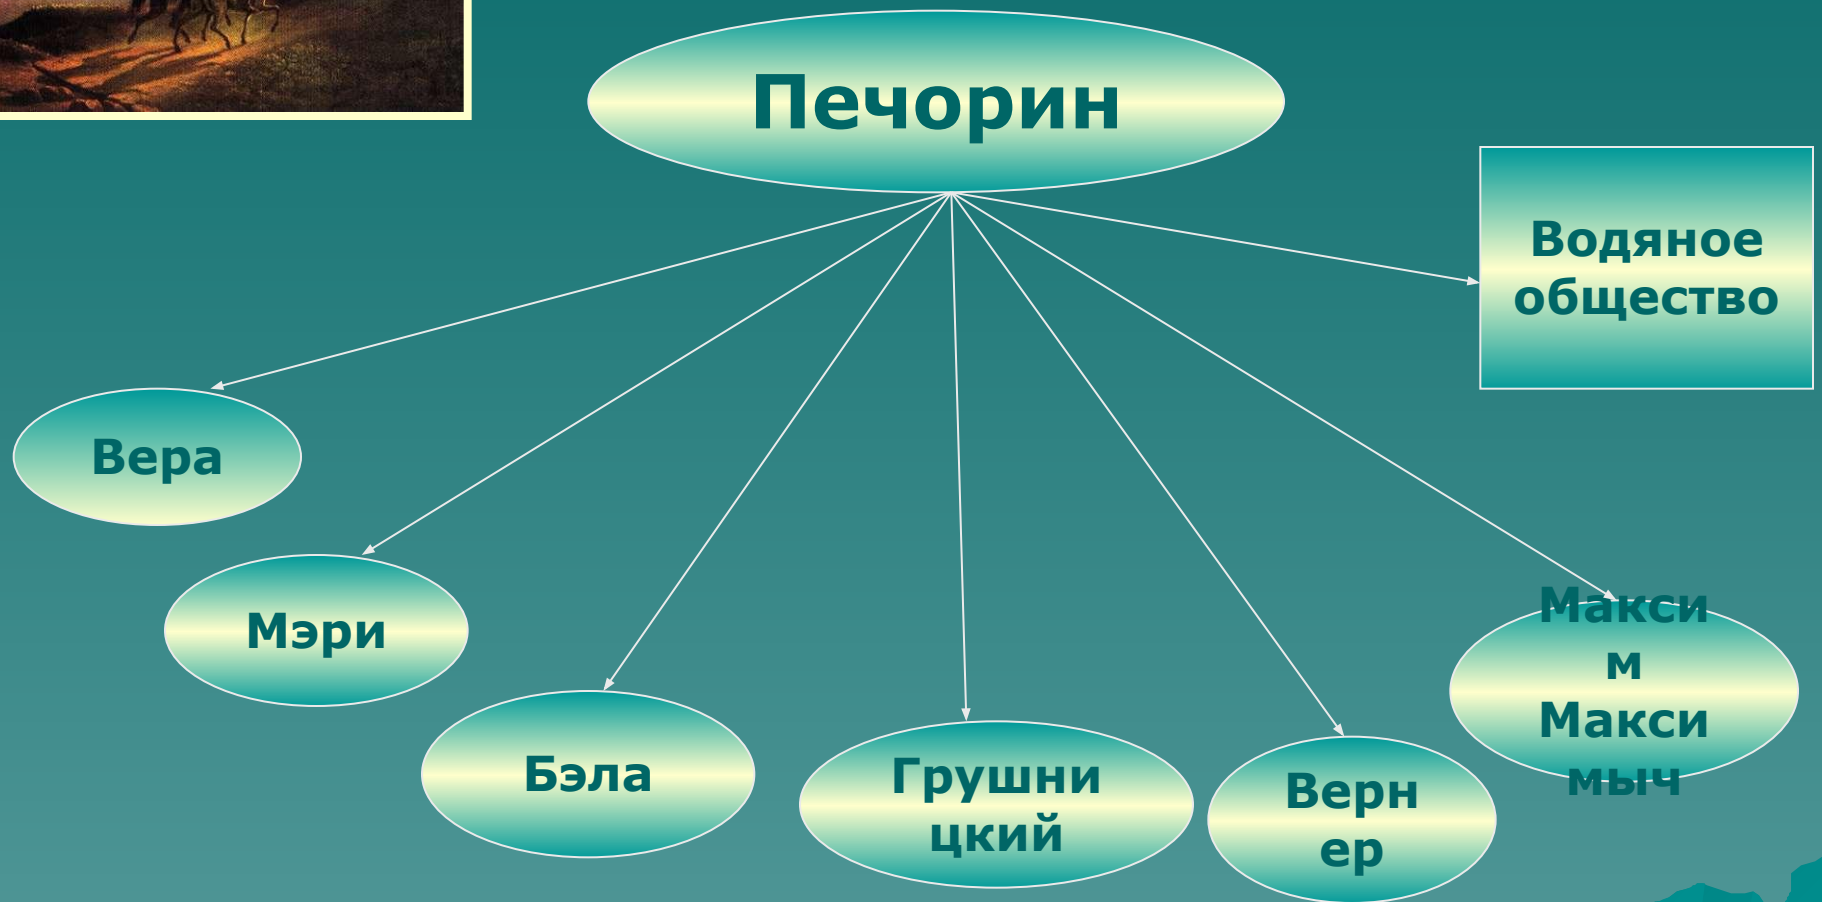 Печорин
Водяное
общество
Вера
Мэри
Бэла
Грушни
цкий
Верн
ер
Макси
м
Макси
мыч